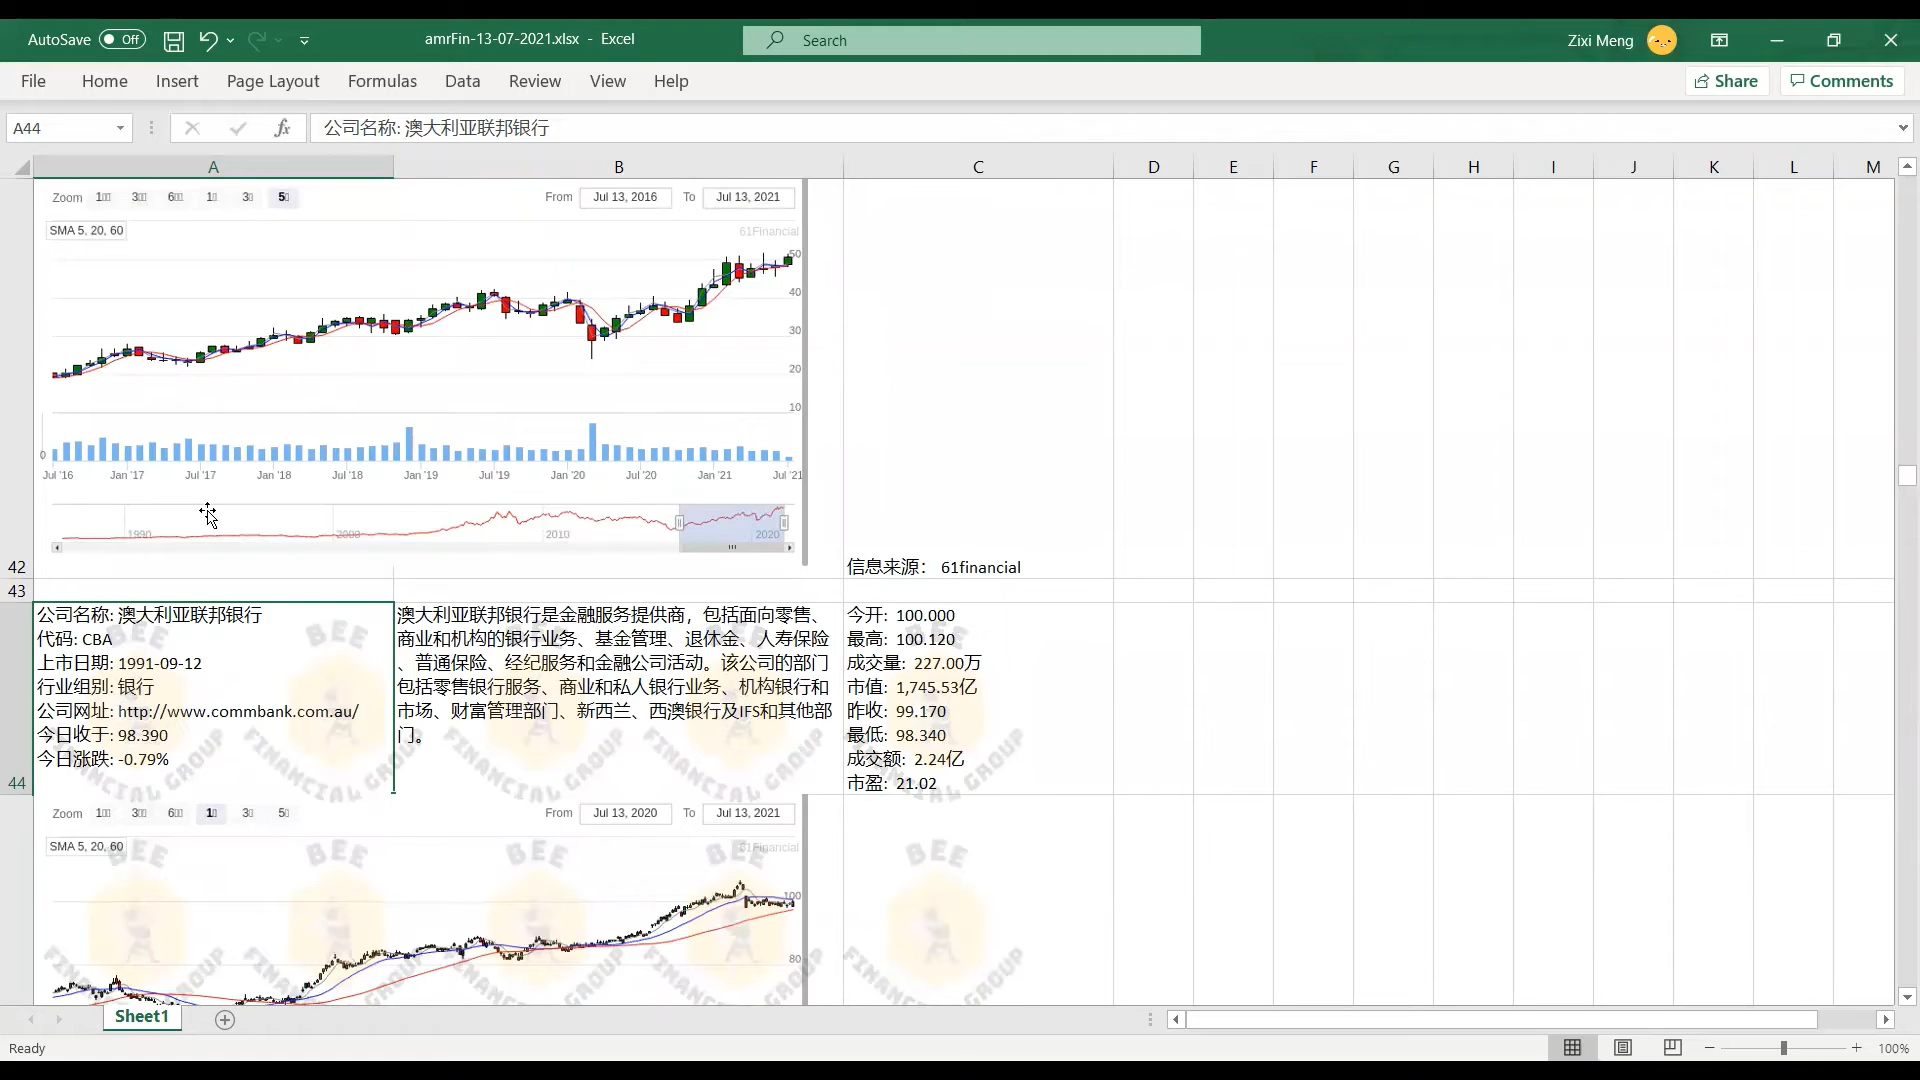 AutoSave Off
amrFin-13-07-2021.xlsx - Excel
Search
Zixi Meng
File Home Insert Page Layout Formulas Data Review View Help
Share Comments
A44
fx
公司名称: 澳大利亚联邦银行
A B C D E F G H I J K L M
Zoom
From Jul 13, 2016 To Jul 13, 2021
SMA 5, 20, 60
61Financial
50
40
30
20
10
0
Jul '16 Jan '17 Jul '17 Jan '18 Jul '18 Jan '19 Jul '19 Jan '20 Jul '20 Jan '21 Jul '21
1990 2000 2010 2020
42
信息来源： 61financial
43
44
公司名称: 澳大利亚联邦银行
代码: CBA
上市日期: 1991-09-12
行业组别: 银行
公司网址: http://www.commbank.com.au/
今日收于: 98.390
今日涨跌: -0.79%
澳大利亚联邦银行是金融服务提供商，包括面向零售、
商业和机构的银行业务、基金管理、退休金、人寿保险
、普通保险、经纪服务和金融公司活动。该公司的部门
包括零售银行服务、商业和私人银行业务、机构银行和
市场、财富管理部门、新西兰、西澳银行及IFS和其他部
门。
今开: 100.000
最高: 100.120
成交量: 227.00万
市值: 1,745.53亿
昨收: 99.170
最低: 98.340
成交额: 2.24亿
市盈: 21.02
BEE FINANCIAL GROUP
Zoom
From Jul 13, 2020 To Jul 13, 2021
SMA 5, 20, 60
61Financial
100
80
Sheet1
Ready
100%